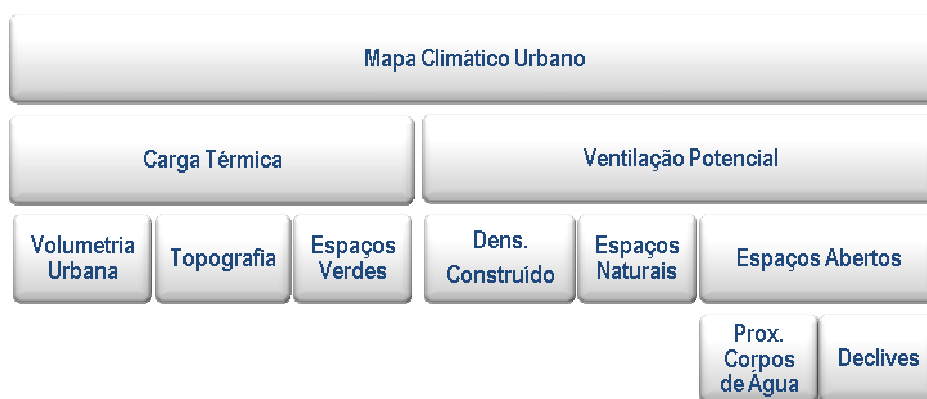 Mapa Climático Urbano
Carga Térmica
Ventilação Potencial
Volumetria
Urbana
Topografia
Espaços
Verdes
Dens.
Construído
Espaços
Naturais
Espaços Abertos
Prox.
Corpos
de Água
Declives